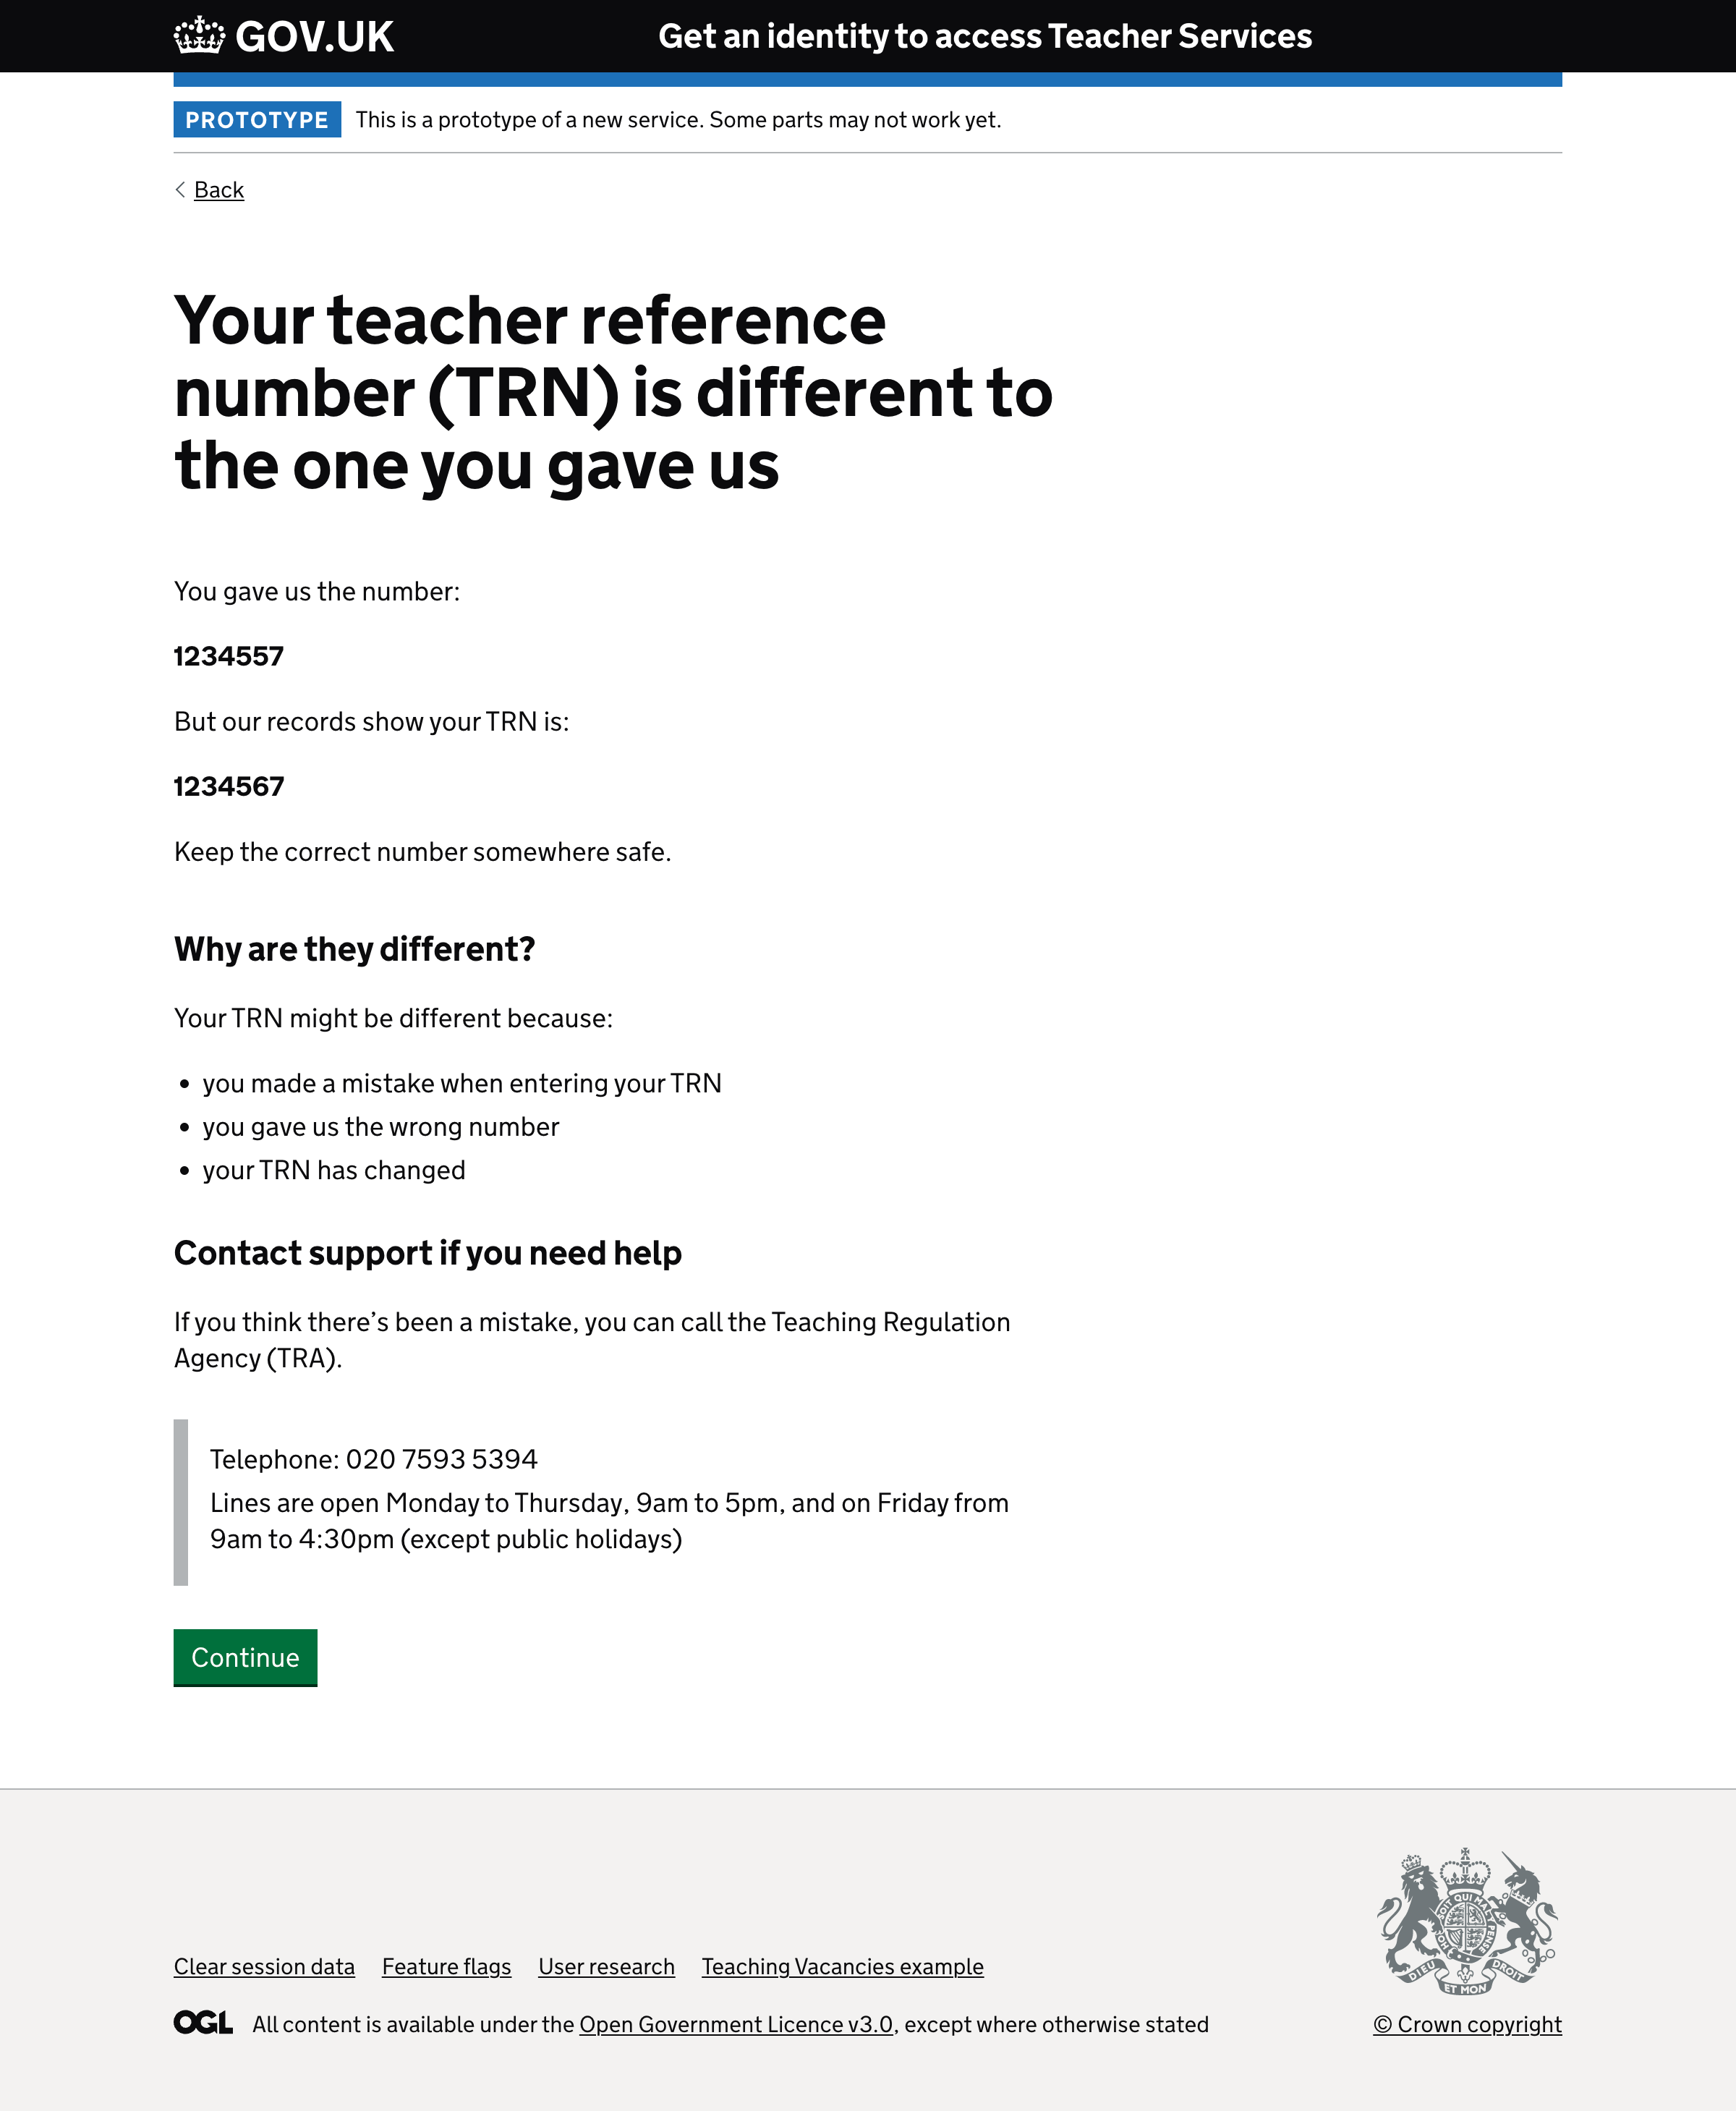 GOV.UK
Get an identity to access Teacher Services
PROTOTYPE
This is a prototype of a new service. Some parts may not work yet.
Back
Your teacher reference
number (TRN) is different to
the one you gave us
You gave us the number:
1234557
But our records show your TRN is:
1234567
Keep the correct number somewhere safe.
Why are they different?
Your TRN might be different because:
• you made a mistake when entering your TRN
• you gave us the wrong number
• your TRN has changed
Contact support if you need help
If you think there’s been a mistake, you can call the Teaching Regulation
Agency (TRA).
Telephone: 020 7593 5394
Lines are open Monday to Thursday, 9am to 5pm, and on Friday from
9am to 4:30pm (except public holidays)
Continue
Clear session data
Feature flags
User research
Teaching Vacancies example
DIEU ET MON DROIT
OGL
All content is available under the Open Government Licence v3.0, except where otherwise stated
© Crown copyright